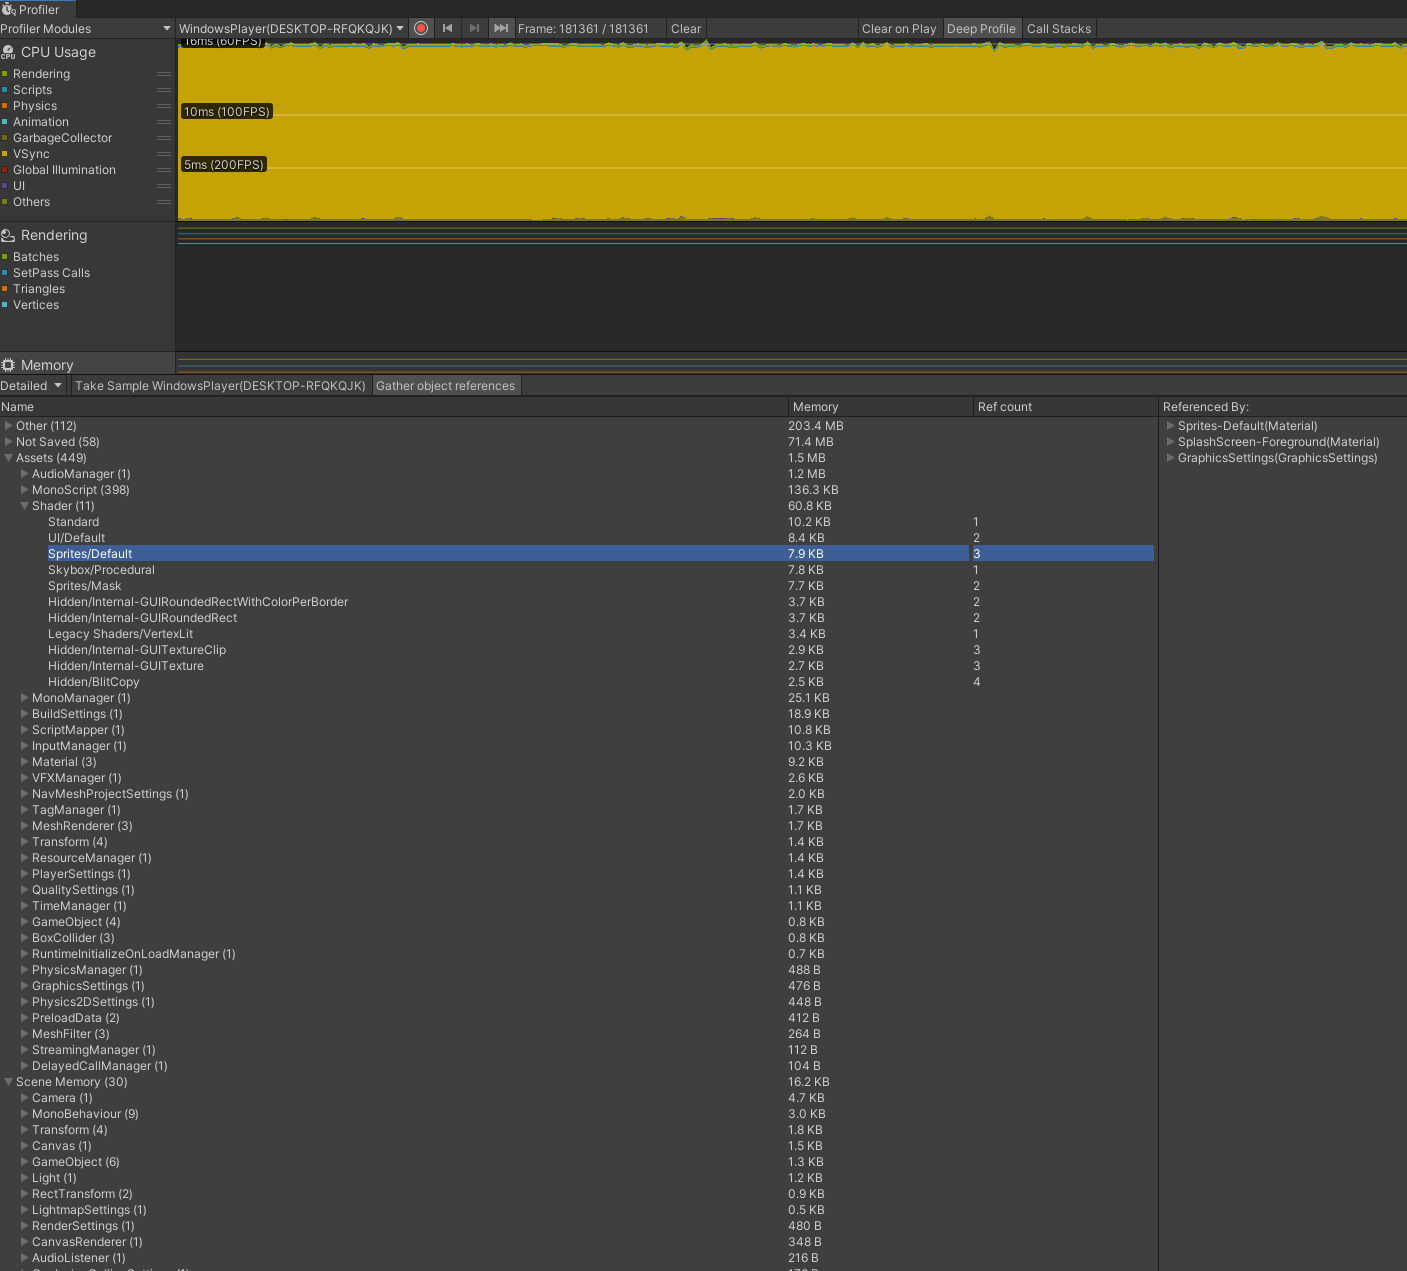 Profiler
Profiler Modules WindowsPlayer(DESKTOP-RFQKQJK) Frame: 181361 / 181361 Clear Clear on Play Deep Profile Call Stacks
CPU Usage
CPU
Rendering
Scripts
Physics
Animation
GarbageCollector
VSync
Global Illumination
UI
Others
16ms (60FPS)
10ms (100FPS)
5ms (200FPS)
Rendering
Batches
SetPass Calls
Triangles
Vertices
Memory
Detailed Take Sample WindowsPlayer(DESKTOP-RFQKQJK) Gather object references
Name Memory Ref count Referenced By:
Other (112) 203.4 MB Sprites-Default(Material)
Not Saved (58) 71.4 MB SplashScreen-Foreground(Material)
Assets (449) 1.5 MB GraphicsSettings(GraphicsSettings)
AudioManager (1) 1.2 MB
MonoScript (398) 136.3 KB
Shader (11) 60.8 KB
Standard 10.2 KB 1
UI/Default 8.4 KB 2
Sprites/Default 7.9 KB 3
Skybox/Procedural 7.8 KB 1
Sprites/Mask 7.7 KB 2
Hidden/Internal-GUIRoundedRectWithColorPerBorder 3.7 KB 2
Hidden/Internal-GUIRoundedRect 3.7 KB 2
Legacy Shaders/VertexLit 3.4 KB 1
Hidden/Internal-GUITextureClip 2.9 KB 3
Hidden/Internal-GUITexture 2.7 KB 3
Hidden/BlitCopy 2.5 KB 4
MonoManager (1) 25.1 KB
BuildSettings (1) 18.9 KB
ScriptMapper (1) 10.8 KB
InputManager (1) 10.3 KB
Material (3) 9.2 KB
VFXManager (1) 2.6 KB
NavMeshProjectSettings (1) 2.0 KB
TagManager (1) 1.7 KB
MeshRenderer (3) 1.7 KB
Transform (4) 1.4 KB
ResourceManager (1) 1.4 KB
PlayerSettings (1) 1.4 KB
QualitySettings (1) 1.1 KB
TimeManager (1) 1.1 KB
GameObject (4) 0.8 KB
BoxCollider (3) 0.8 KB
RuntimeInitializeOnLoadManager (1) 0.7 KB
PhysicsManager (1) 488 B
GraphicsSettings (1) 476 B
Physics2DSettings (1) 448 B
PreloadData (2) 412 B
MeshFilter (3) 264 B
StreamingManager (1) 112 B
DelayedCallManager (1) 104 B
Scene Memory (30) 16.2 KB
Camera (1) 4.7 KB
MonoBehaviour (9) 3.0 KB
Transform (4) 1.8 KB
Canvas (1) 1.5 KB
GameObject (6) 1.3 KB
Light (1) 1.2 KB
RectTransform (2) 0.9 KB
LightmapSettings (1) 0.5 KB
RenderSettings (1) 480 B
CanvasRenderer (1) 348 B
AudioListener (1) 216 B